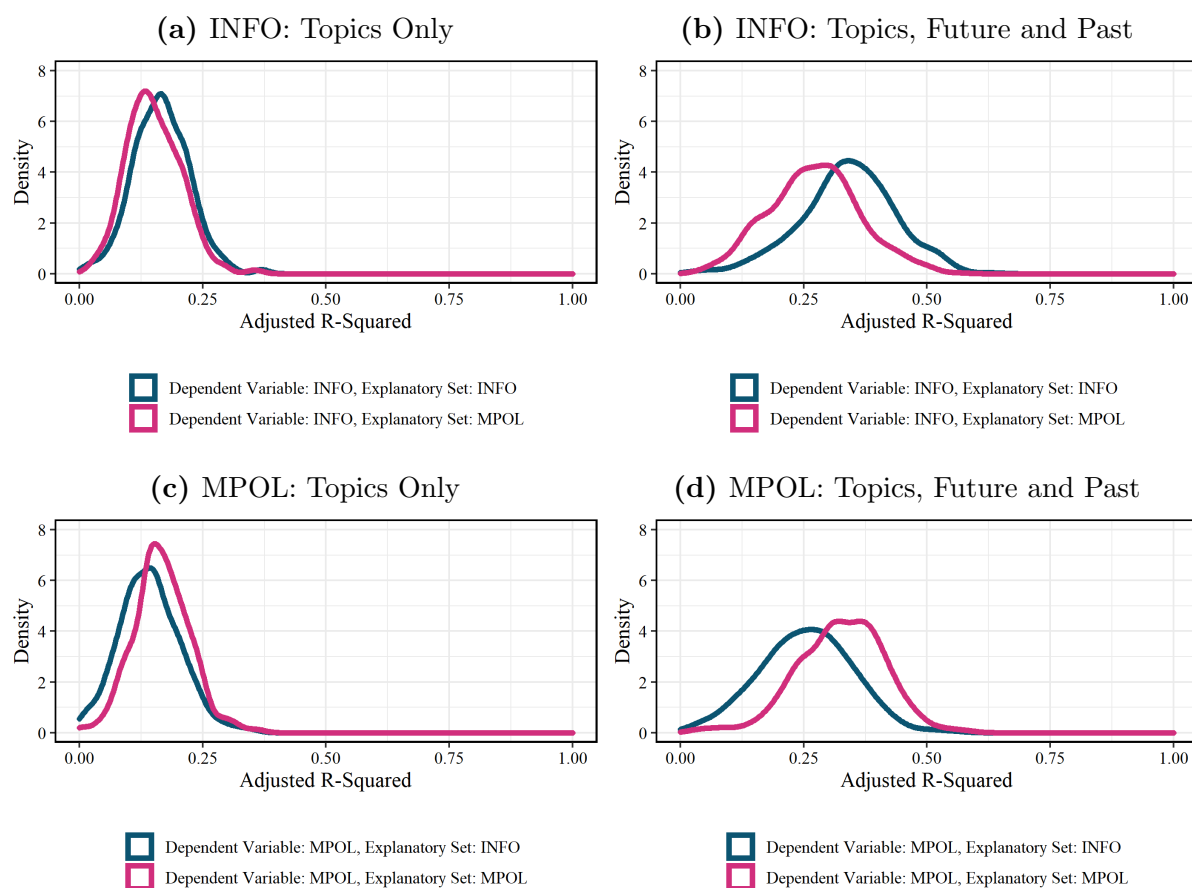 (a) INFO: Topics Only
8
6
4
2
0
Density
0.00 0.25 0.50 0.75 1.00
Adjusted R-Squared
Dependent Variable: INFO, Explanatory Set: INFO
Dependent Variable: INFO, Explanatory Set: MPOL
(b) INFO: Topics, Future and Past
8
6
4
2
0
Density
0.00 0.25 0.50 0.75 1.00
Adjusted R-Squared
Dependent Variable: INFO, Explanatory Set: INFO
Dependent Variable: INFO, Explanatory Set: MPOL
(c) MPOL: Topics Only
8
6
4
2
0
Density
0.00 0.25 0.50 0.75 1.00
Adjusted R-Squared
Dependent Variable: MPOL, Explanatory Set: INFO
Dependent Variable: MPOL, Explanatory Set: MPOL
(d) MPOL: Topics, Future and Past
8
6
4
2
0
Density
0.00 0.25 0.50 0.75 1.00
Adjusted R-Squared
Dependent Variable: MPOL, Explanatory Set: INFO
Dependent Variable: MPOL, Explanatory Set: MPOL